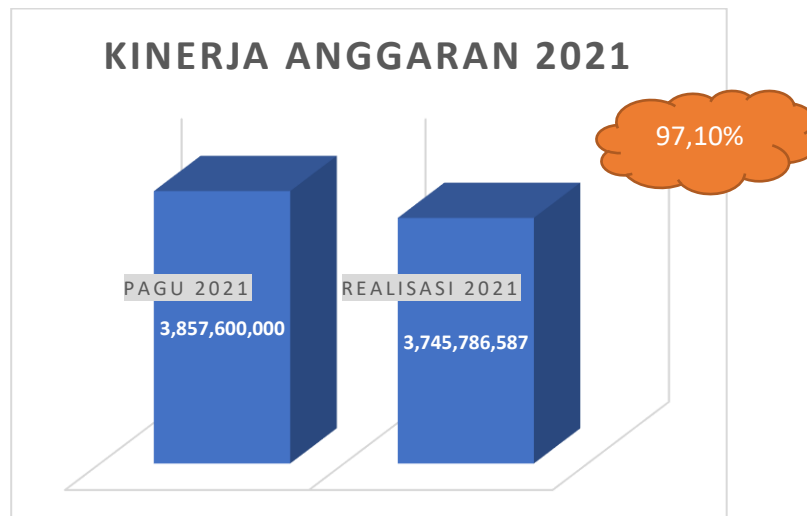 KINERJA ANGGARAN 2021
97,10%
PAGU 2021
REALISASI 2021
3,857,600,000
3,745,786,587